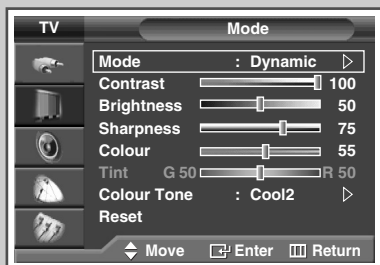 TV Mode
Mode : Dynamic
Contrast 100
Brightness 50
Sharpness 75
Colour 55
Tint G 50 R 50
Colour Tone : Cool2
Reset
Move Enter Return